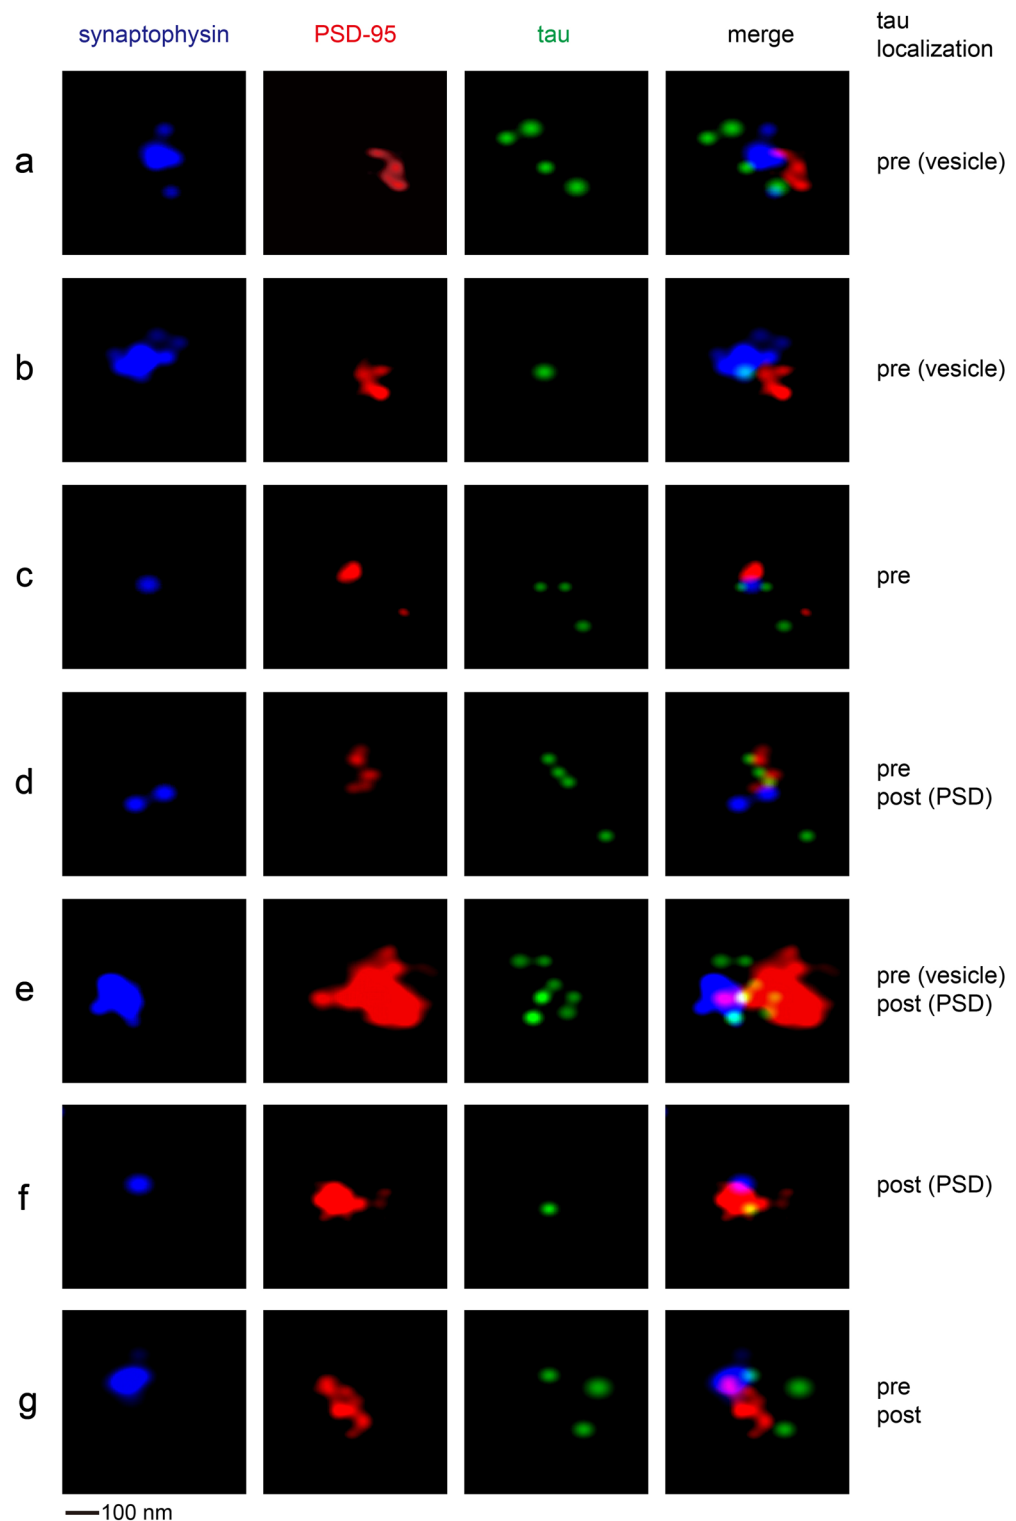 synaptophysin PSD-95 tau merge tau
localization
a pre (vesicle)
b pre (vesicle)
c pre
d pre
post (PSD)
e pre (vesicle)
post (PSD)
f post (PSD)
g pre
post
100 nm